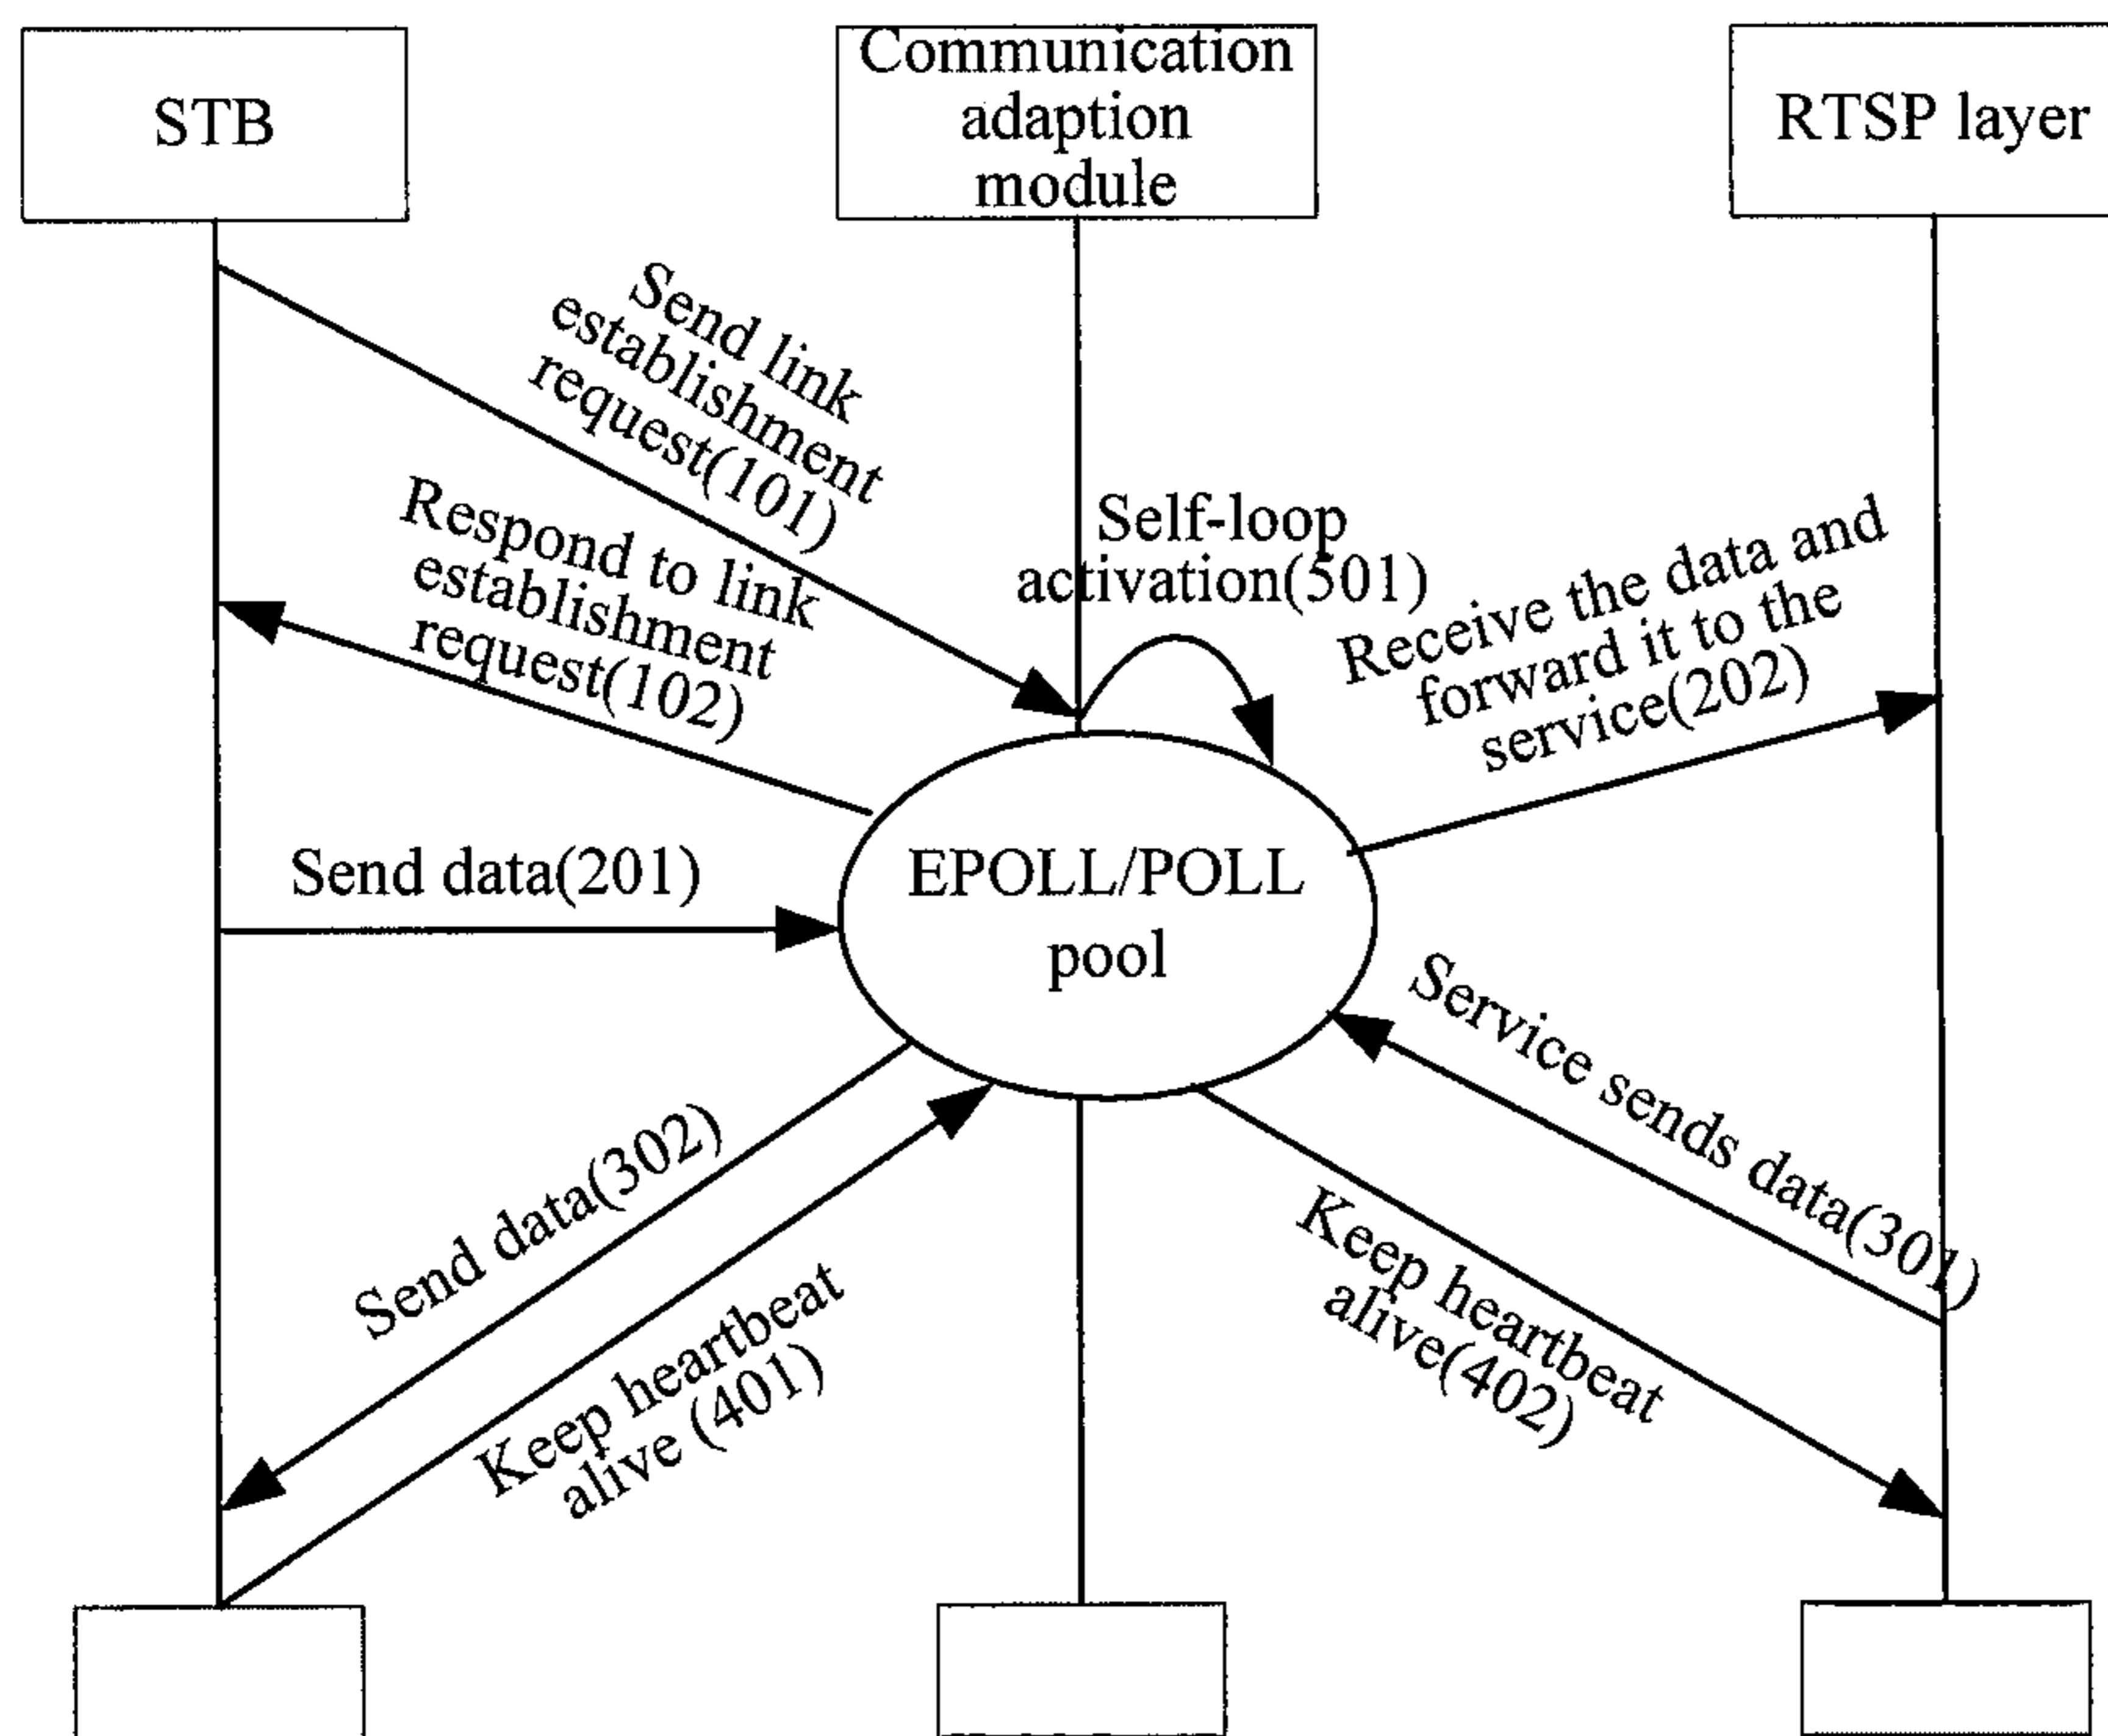 STB
Communication
adaption
module
RTSP layer
Send link
establishment
request(101)
Respond to link
establishment
request(102)
Self-loop
activation(501)
Receive the data and
forward it to the
service(202)
Send data(201)
EPOLL/POLL
pool
Service sends data(301)
Send data(302)
Keep heartbeat
alive (401)
Keep heartbeat
alive(402)